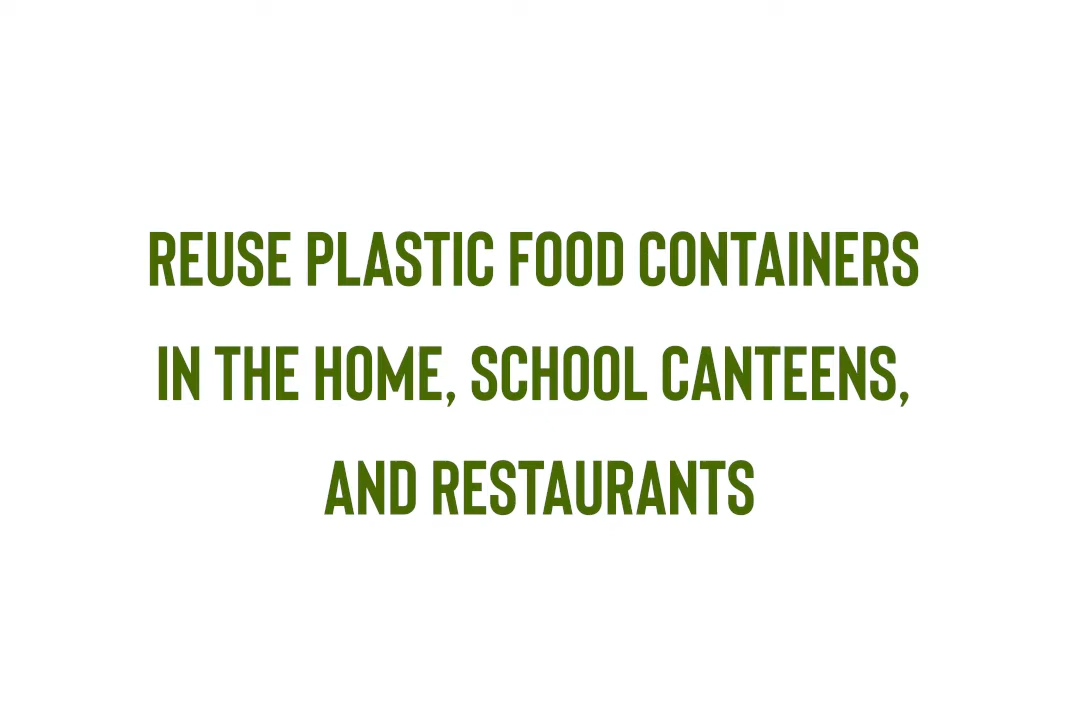 REUSE PLASTIC FOOD CONTAINERS
IN THE HOME, SCHOOL CANTEENS,
AND RESTAURANTS